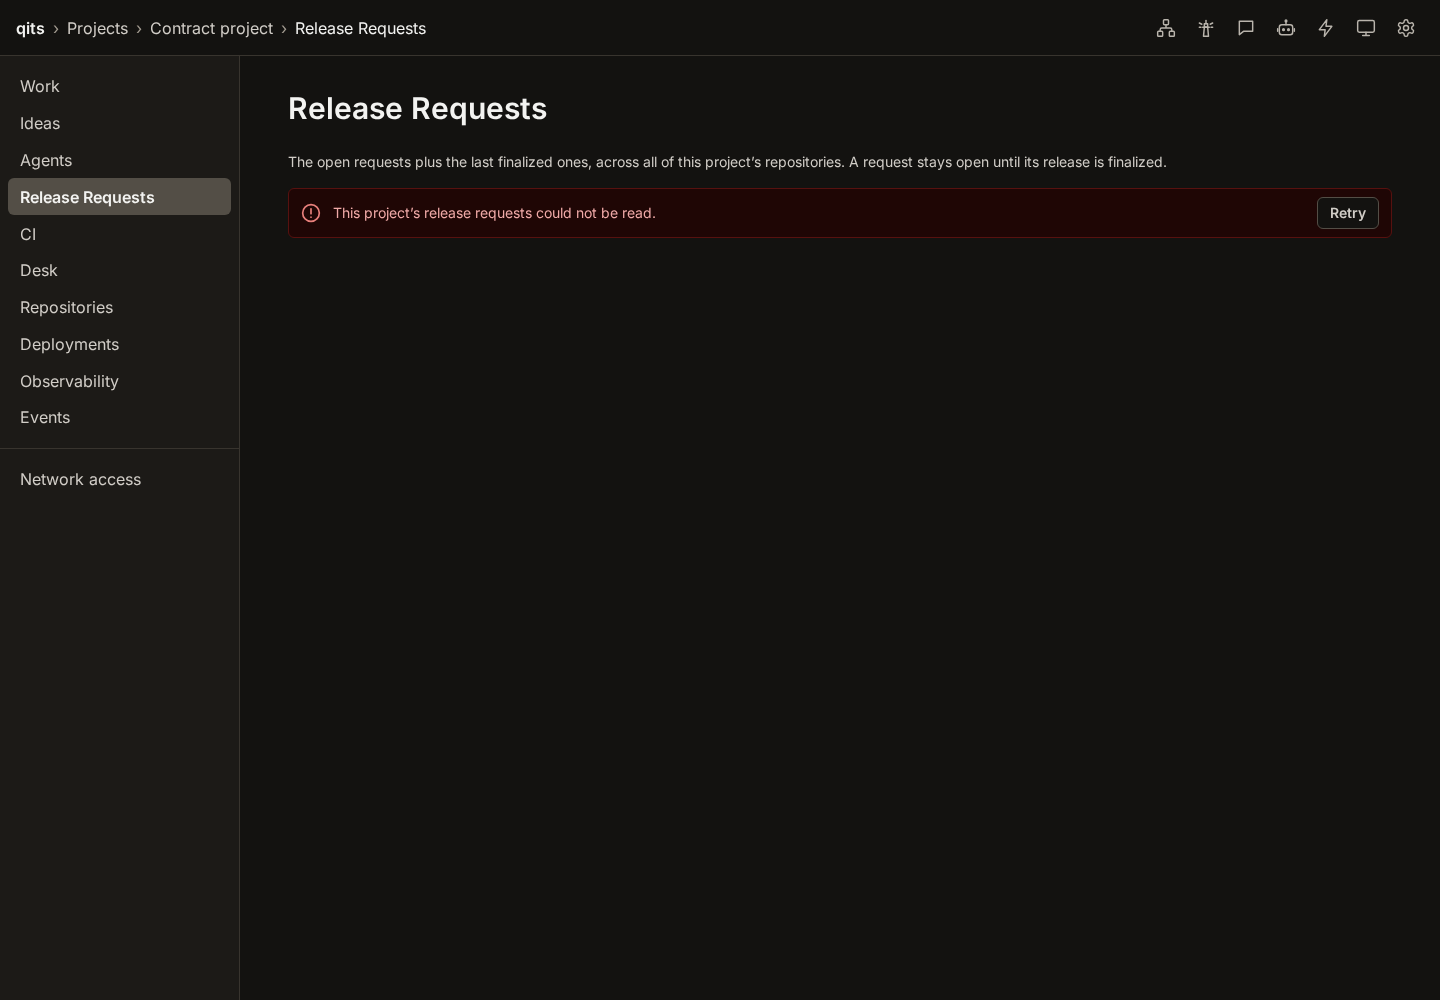 qits › Projects › Contract project › Release Requests
Work
Ideas
Agents
Release Requests
CI
Desk
Repositories
Deployments
Observability
Events
Network access
Release Requests
The open requests plus the last finalized ones, across all of this project’s repositories. A request stays open until its release is finalized.
This project’s release requests could not be read.
Retry